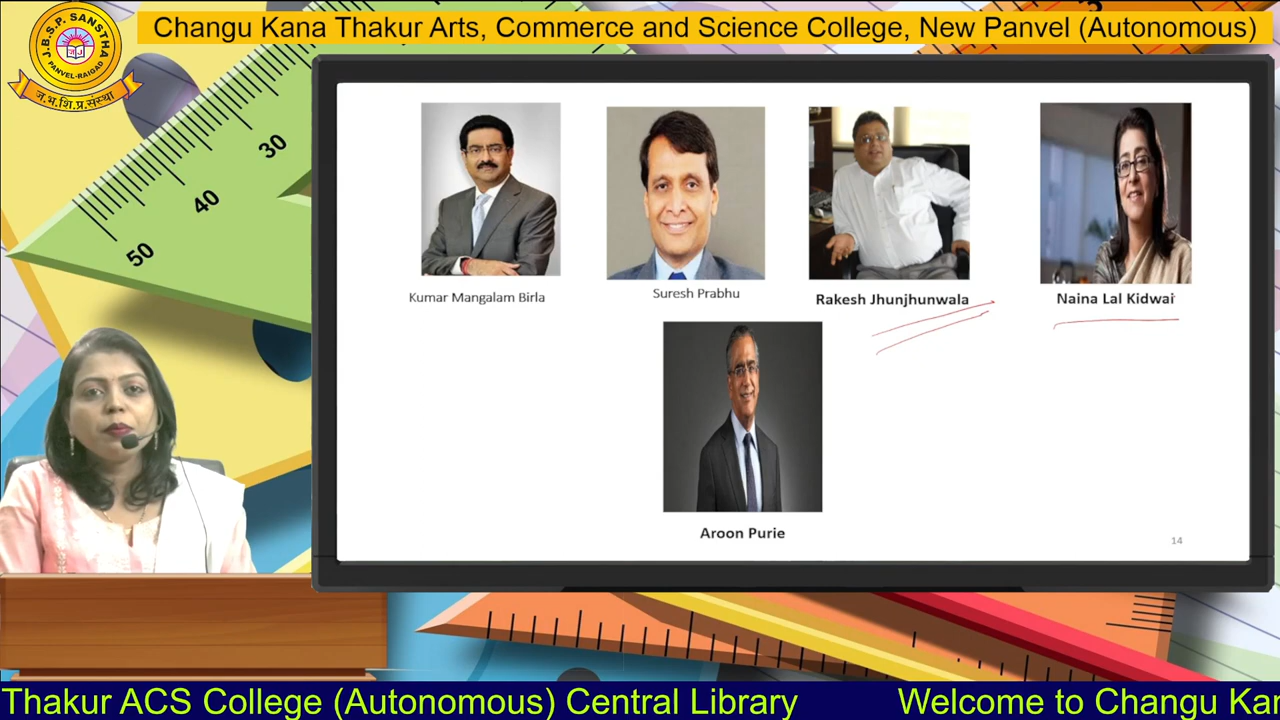 Changu Kana Thakur Arts, Commerce and Science College, New Panvel (Autonomous)
J.B.S.P. SANSTHA
PANVEL-RAIGAD
ज.भ.शि.प्र.संस्था
30
40
50
3
Kumar Mangalam Birla
Suresh Prabhu
Rakesh Jhunjhunwala
Naina Lal Kidwai
Aroon Purie
14
Thakur ACS College (Autonomous) Central Library
Welcome to Changu Kan